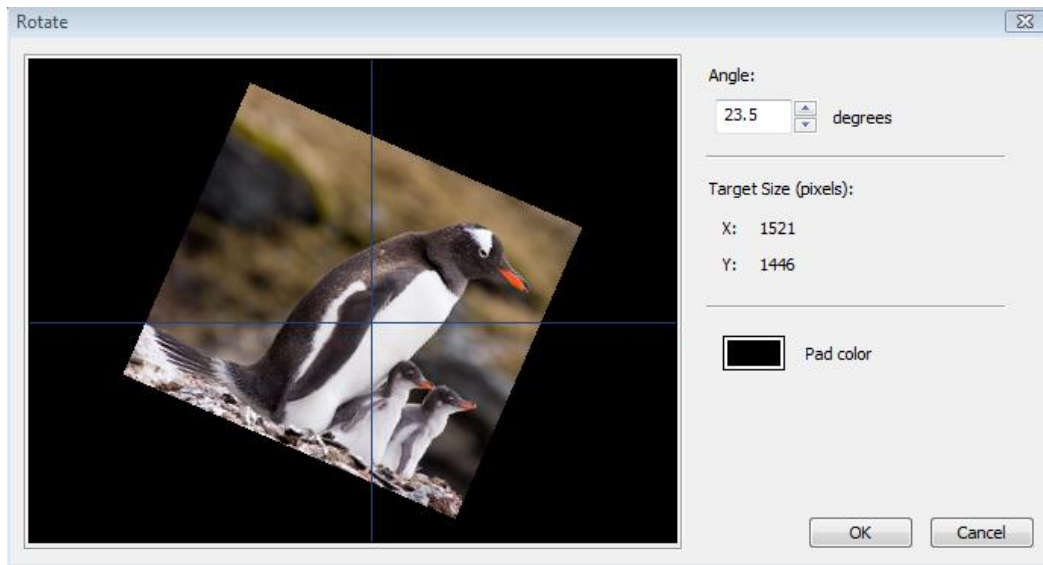 Rotate
Angle:
23.5 degrees
Target Size (pixels):
X: 1521
Y: 1446
Pad color
OK Cancel